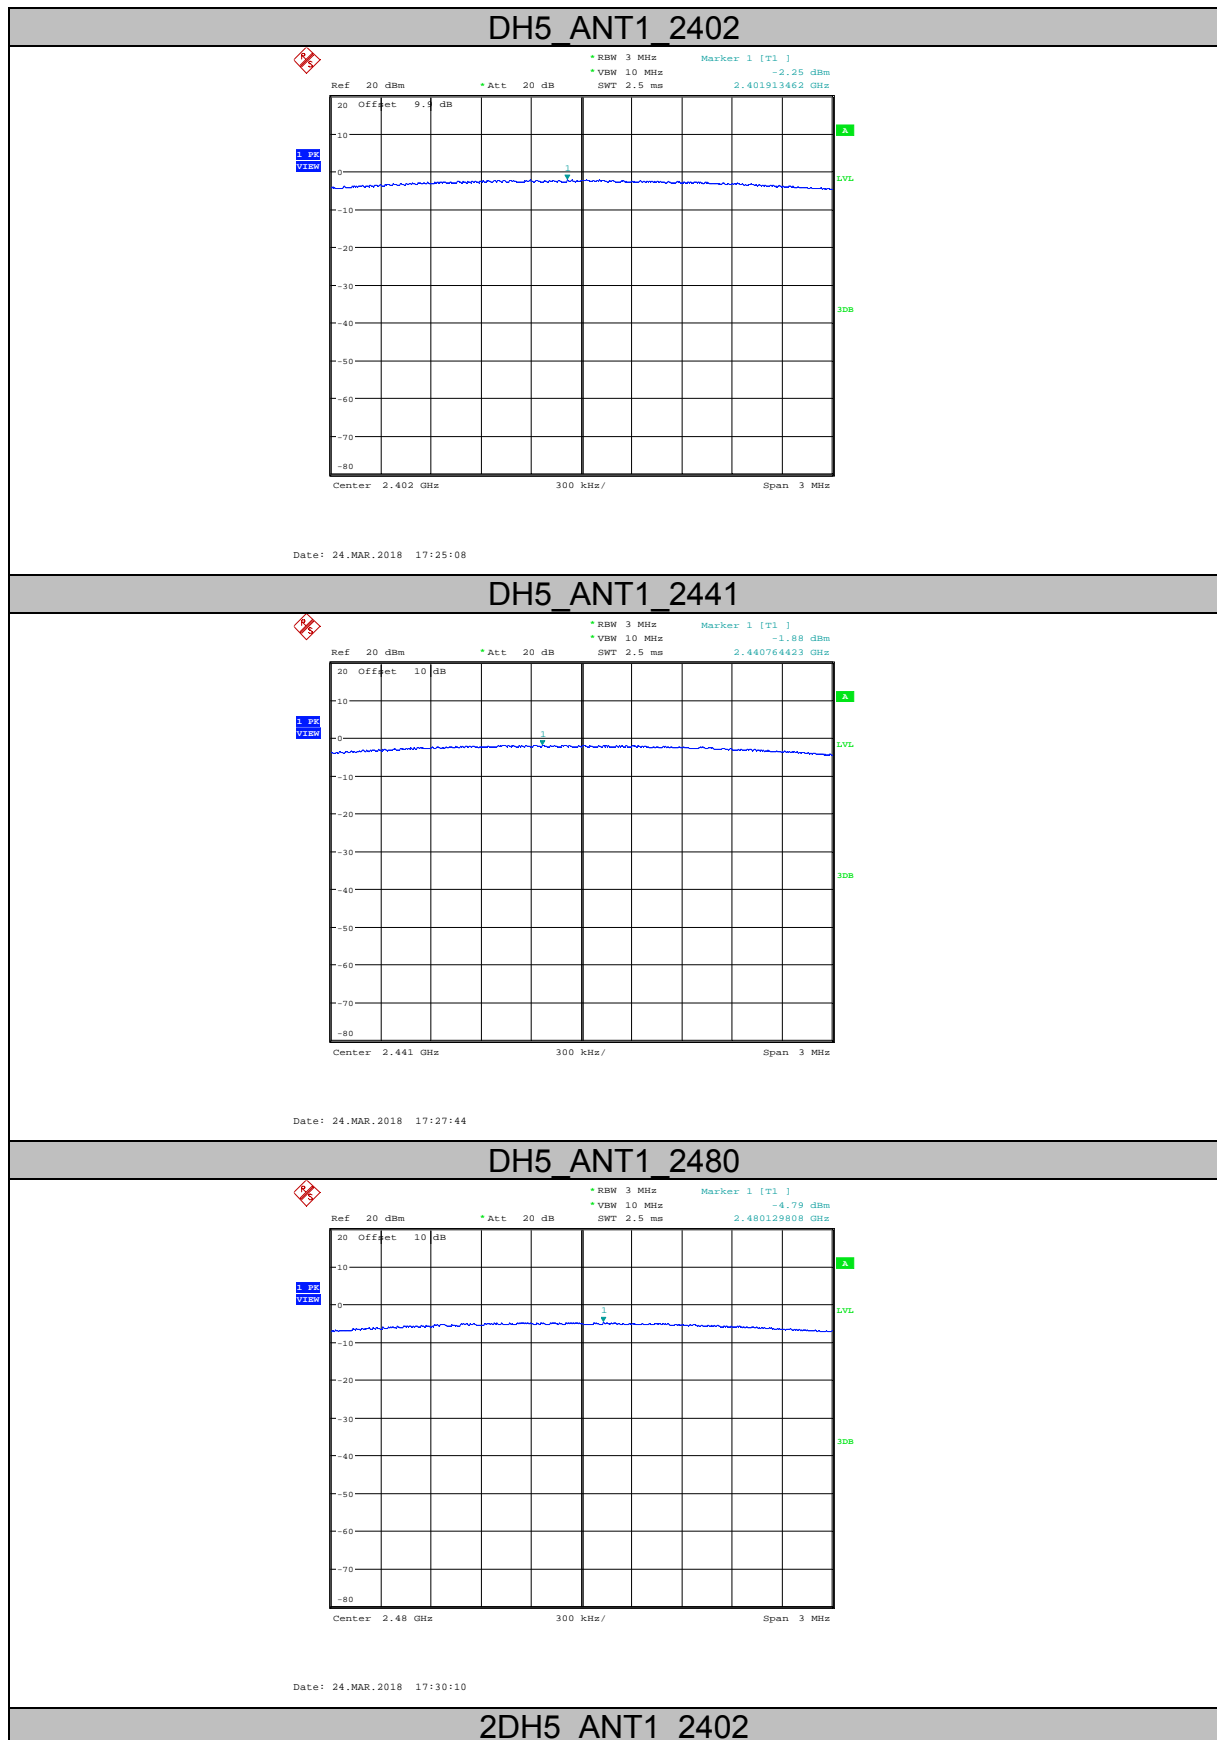 DH5_ANT1_2402
R S
*RBW 3 MHz Marker 1 [T1 ]
*VBW 10 MHz -2.25 dBm
Ref 20 dBm *Att 20 dB SWT 2.5 ms 2.401913462 GHz
20 Offset 9.9 dB
A
10
1 PK
VIEW
1
0
LVL
-10
-20
-30
3DB
-40
-50
-60
-70
-80
Center 2.402 GHz 300 kHz/ Span 3 MHz
Date: 24.MAR.2018 17:25:08
DH5_ANT1_2441
R S
*RBW 3 MHz Marker 1 [T1 ]
*VBW 10 MHz -1.88 dBm
Ref 20 dBm *Att 20 dB SWT 2.5 ms 2.440764423 GHz
20 Offset 10 dB
A
10
1 PK
VIEW
1
0
LVL
-10
-20
-30
3DB
-40
-50
-60
-70
-80
Center 2.441 GHz 300 kHz/ Span 3 MHz
Date: 24.MAR.2018 17:27:44
DH5_ANT1_2480
R S
*RBW 3 MHz Marker 1 [T1 ]
*VBW 10 MHz -4.79 dBm
Ref 20 dBm *Att 20 dB SWT 2.5 ms 2.480129808 GHz
20 Offset 10 dB
A
10
1 PK
VIEW
0
1
LVL
-10
-20
-30
3DB
-40
-50
-60
-70
-80
Center 2.48 GHz 300 kHz/ Span 3 MHz
Date: 24.MAR.2018 17:30:10
2DH5_ANT1_2402